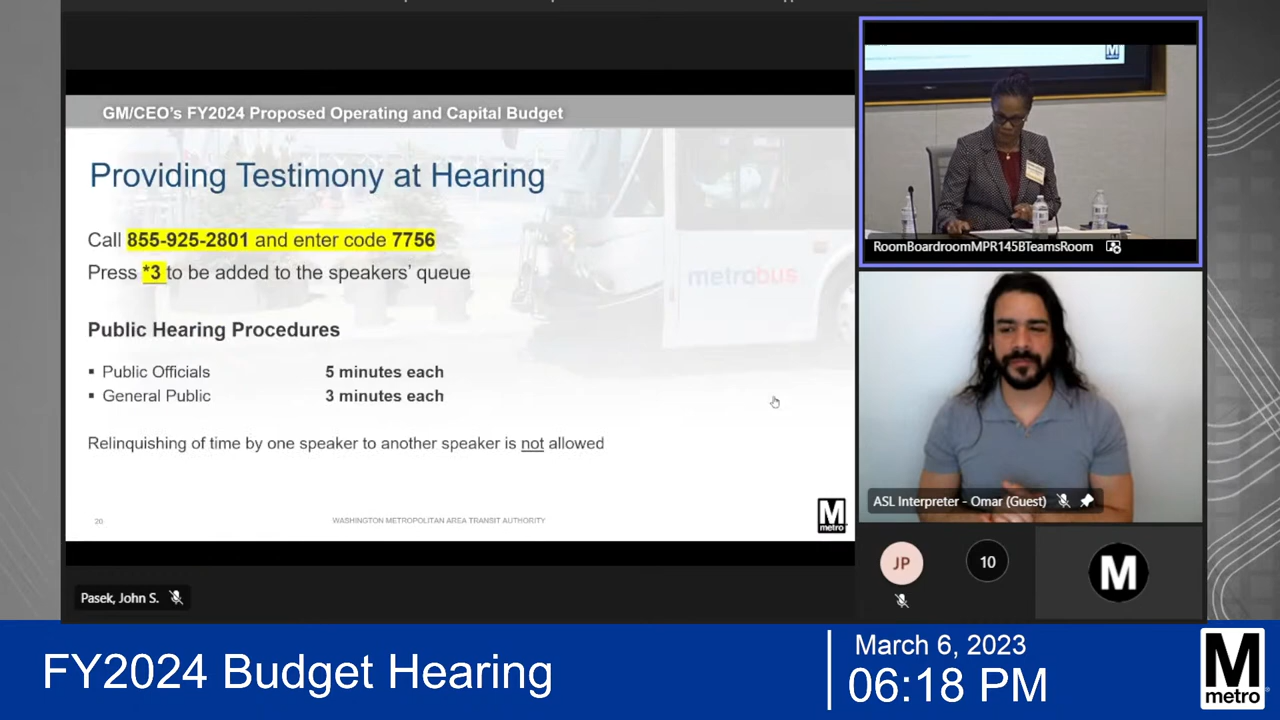 GM/CEO's FY2024 Proposed Operating and Capital Budget
Providing Testimony at Hearing
Call 855-925-2801 and enter code 7756
Press *3 to be added to the speakers' queue
metrobus
Public Hearing Procedures
▪ Public Officials 5 minutes each
▪ General Public 3 minutes each
Relinquishing of time by one speaker to another speaker is not allowed
20
WASHINGTON METROPOLITAN AREA TRANSIT AUTHORITY
M
metro
Pasek, John S.
M
RoomBoardroomMPR145BTeamsRoom
ASL Interpreter - Omar (Guest)
JP
10
M
FY2024 Budget Hearing
March 6, 2023
06:18 PM
M
metro